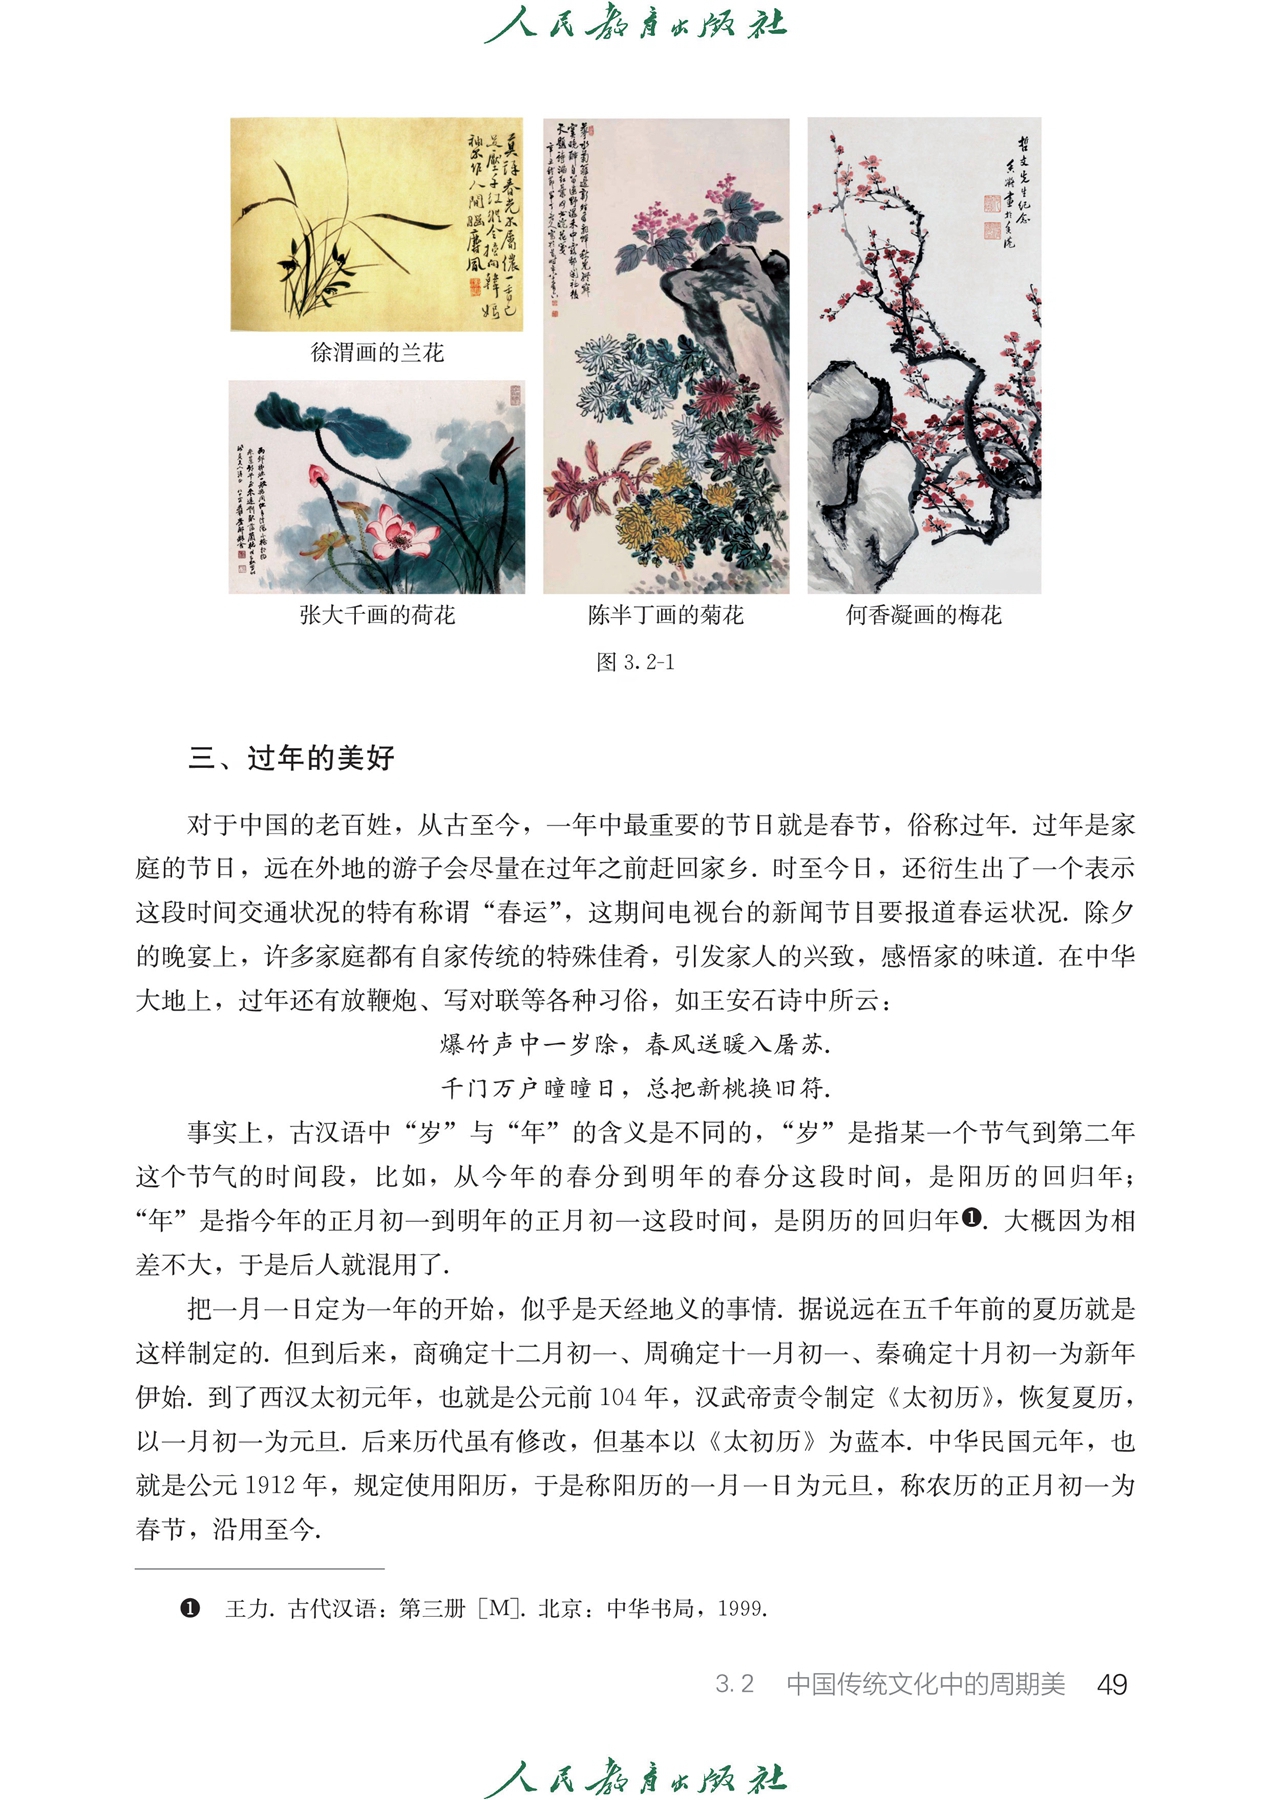 人民教育出版社
徐渭画的兰花
张大千画的荷花
陈半丁画的菊花
何香凝画的梅花
图 3.2-1
三、过年的美好
对于中国的老百姓，从古至今，一年中最重要的节日就是春节，俗称过年．过年是家
庭的节日，远在外地的游子会尽量在过年之前赶回家乡．时至今日，还衍生出了一个表示
这段时间交通状况的特有称谓“春运”，这期间电视台的新闻节目要报道春运状况．除夕
的晚宴上，许多家庭都有自家传统的特殊佳肴，引发家人的兴致，感悟家的味道．在中华
大地上，过年还有放鞭炮、写对联等各种习俗，如王安石诗中所云：
爆竹声中一岁除，春风送暖入屠苏．
千门万户曈曈日，总把新桃换旧符．
事实上，古汉语中“岁”与“年”的含义是不同的，“岁”是指某一个节气到第二年
这个节气的时间段，比如，从今年的春分到明年的春分这段时间，是阳历的回归年；
“年”是指今年的正月初一到明年的正月初一这段时间，是阴历的回归年❶．大概因为相
差不大，于是后人就混用了．
把一月一日定为一年的开始，似乎是天经地义的事情．据说远在五千年前的夏历就是
这样制定的．但到后来，商确定十二月初一、周确定十一月初一、秦确定十月初一为新年
伊始．到了西汉太初元年，也就是公元前 104 年，汉武帝责令制定《太初历》，恢复夏历，
以一月初一为元旦．后来历代虽有修改，但基本以《太初历》为蓝本．中华民国元年，也
就是公元 1912 年，规定使用阳历，于是称阳历的一月一日为元旦，称农历的正月初一为
春节，沿用至今．
❶ 王力．古代汉语：第三册［M］．北京：中华书局，1999．
3.2 中国传统文化中的周期美 49
人民教育出版社